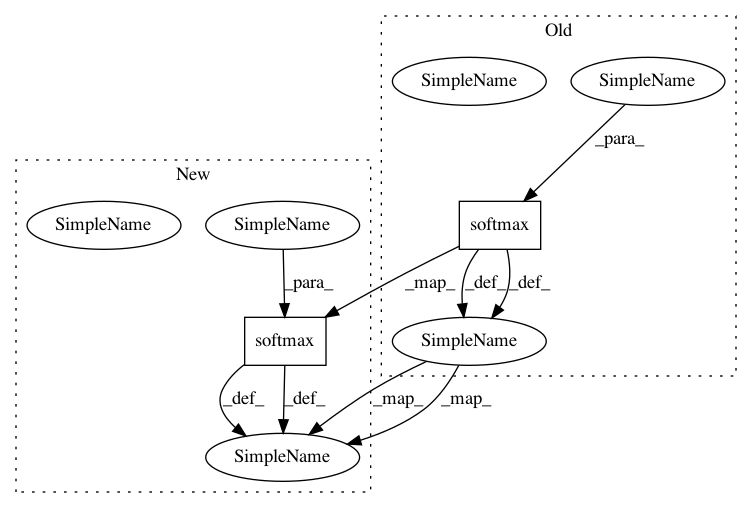 Old
SimpleName
SimpleName
_para_
New
SimpleName
SimpleName
softmax
_para_
_map_
_def_
_def_
softmax
SimpleName
_def_
_def_
_map_
_map_
SimpleName